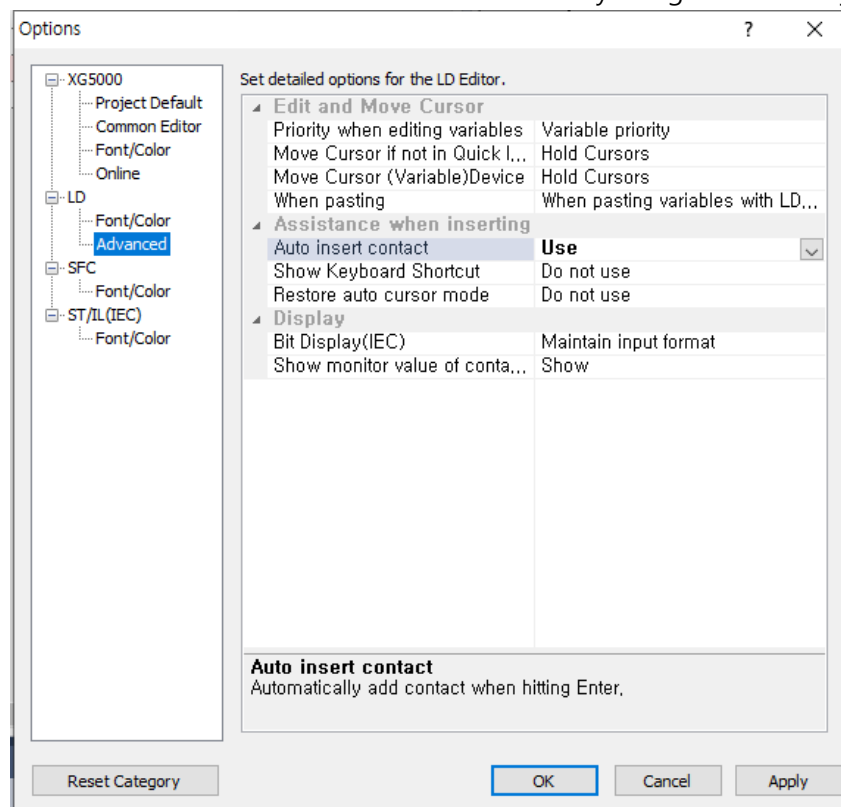 Options
?
XG5000
Project Default
Common Editor
Font/Color
Online
LD
Font/Color
Advanced
SFC
Font/Color
ST/IL(IEC)
Font/Color
Set detailed options for the LD Editor.
Edit and Move Cursor
Priority when editing variables Variable priority
Move Cursor if not in Quick I... Hold Cursors
Move Cursor (Variable)Device Hold Cursors
When pasting When pasting variables with LD...
Assistance when inserting
Auto insert contact Use
Show Keyboard Shortcut Do not use
Restore auto cursor mode Do not use
Display
Bit Display(IEC) Maintain input format
Show monitor value of conta... Show
Auto insert contact
Automatically add contact when hitting Enter.
Reset Category OK Cancel Apply